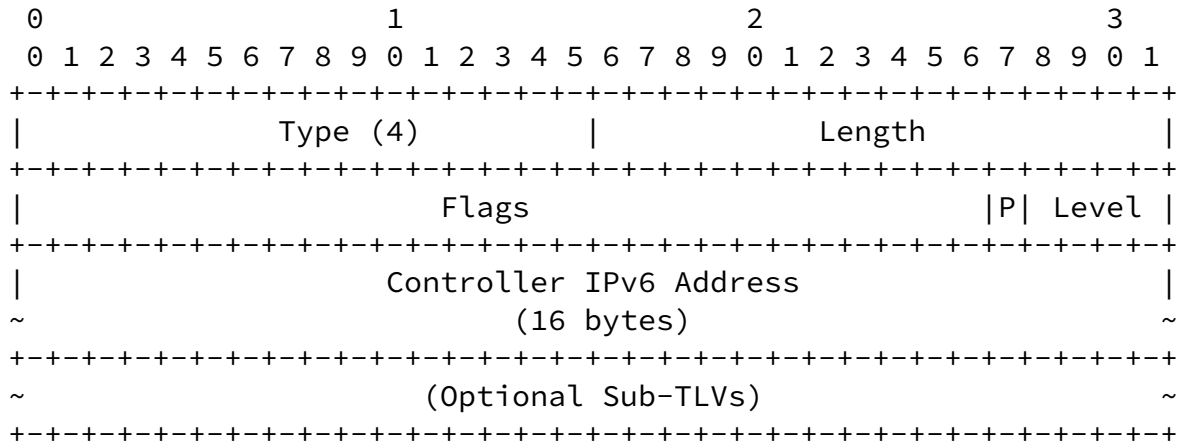 0                   1                   2                   3
 0 1 2 3 4 5 6 7 8 9 0 1 2 3 4 5 6 7 8 9 0 1 2 3 4 5 6 7 8 9 0 1
+-+-+-+-+-+-+-+-+-+-+-+-+-+-+-+-+-+-+-+-+-+-+-+-+-+-+-+-+-+-+-+-+
|              Type (4)         |            Length             |
+-+-+-+-+-+-+-+-+-+-+-+-+-+-+-+-+-+-+-+-+-+-+-+-+-+-+-+-+-+-+-+-+
|                       Flags                         |P| Level |
+-+-+-+-+-+-+-+-+-+-+-+-+-+-+-+-+-+-+-+-+-+-+-+-+-+-+-+-+-+-+-+-+
|                    Controller IPv6 Address                    |
~                           (16 bytes)                          ~
+-+-+-+-+-+-+-+-+-+-+-+-+-+-+-+-+-+-+-+-+-+-+-+-+-+-+-+-+-+-+-+-+
~                      (Optional Sub-TLVs)                      ~
+-+-+-+-+-+-+-+-+-+-+-+-+-+-+-+-+-+-+-+-+-+-+-+-+-+-+-+-+-+-+-+-+